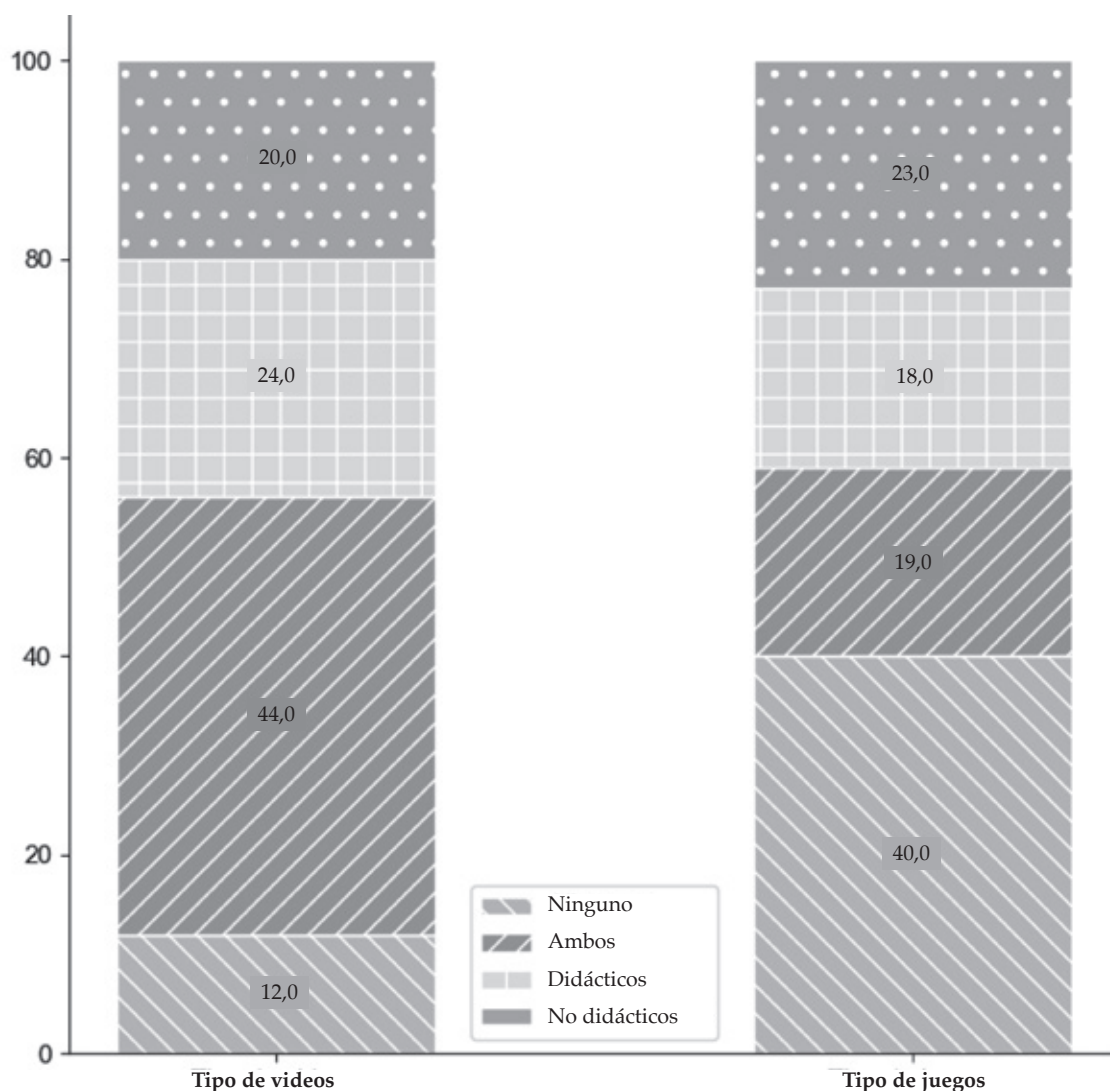 100
80
60
40
20
0
20,0
24,0
44,0
12,0
23,0
18,0
19,0
40,0
Ninguno
Ambos
Didácticos
No didácticos
Tipo de videos
Tipo de juegos